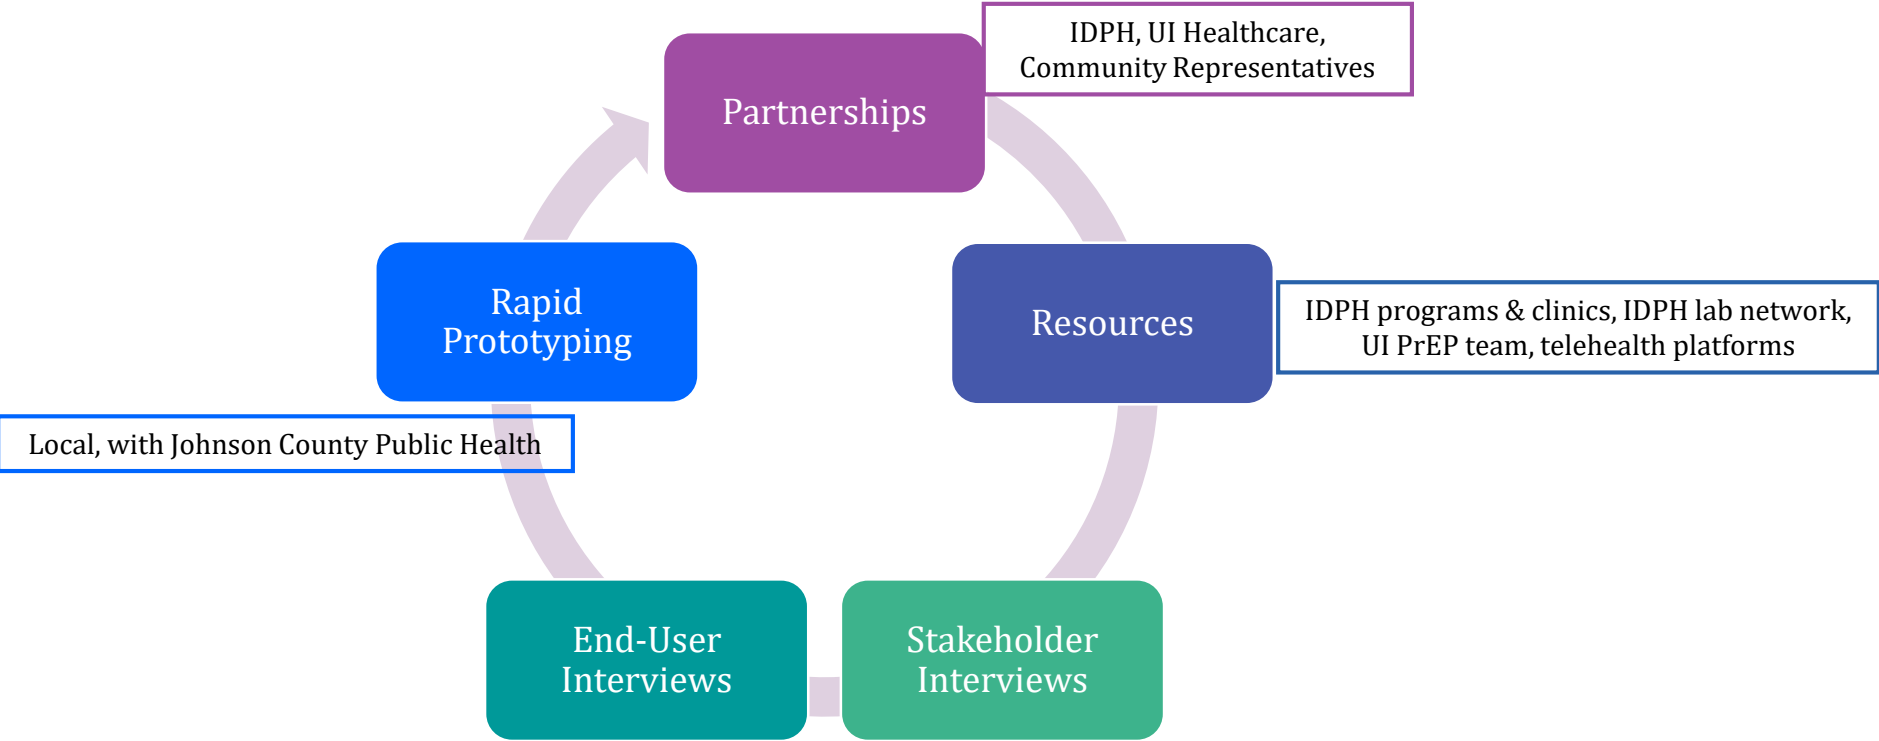 IDPH, UI Healthcare,
Community Representatives
Partnerships
Rapid
Prototyping
Resources
IDPH programs & clinics, IDPH lab network,
UI PrEP team, telehealth platforms
Local, with Johnson County Public Health
End-User
Interviews
Stakeholder
Interviews